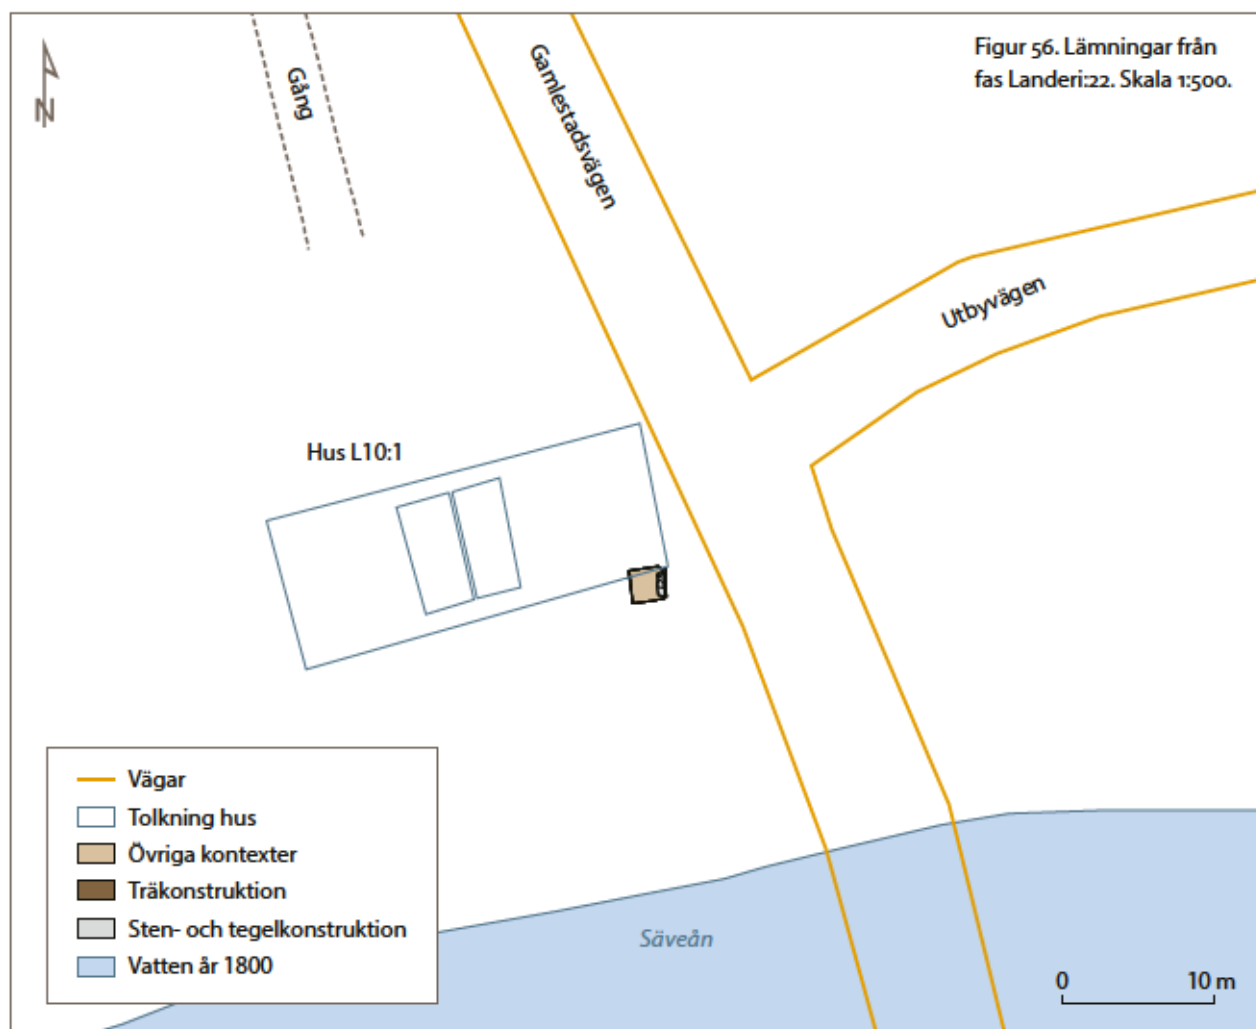 Figur 56. Lämningar från
fas Landeri:22. Skala 1:500.
N
Gång
Gamlestadsvägen
Utbyvägen
Hus L10:1
Vägar
Tolkning hus
Övriga kontexter
Träkonstruktion
Sten- och tegelkonstruktion
Vatten år 1800
Säveån
0 10 m